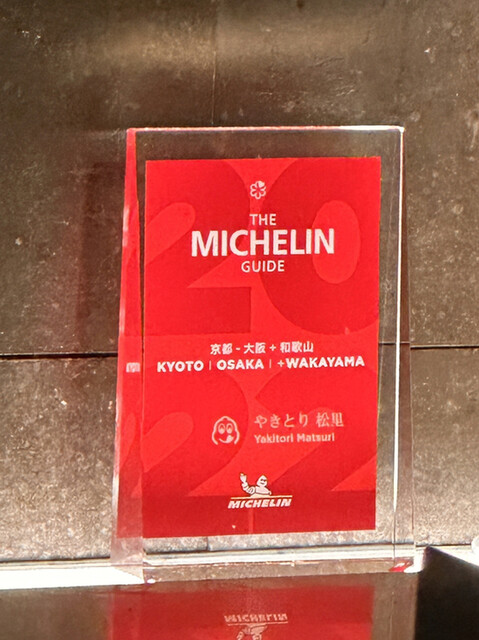 2022
THE
MICHELIN
GUIDE
京都 - 大阪 + 和歌山
KYOTO | OSAKA | +WAKAYAMA
やきとり 松里
Yakitori Matsuri
MICHELIN